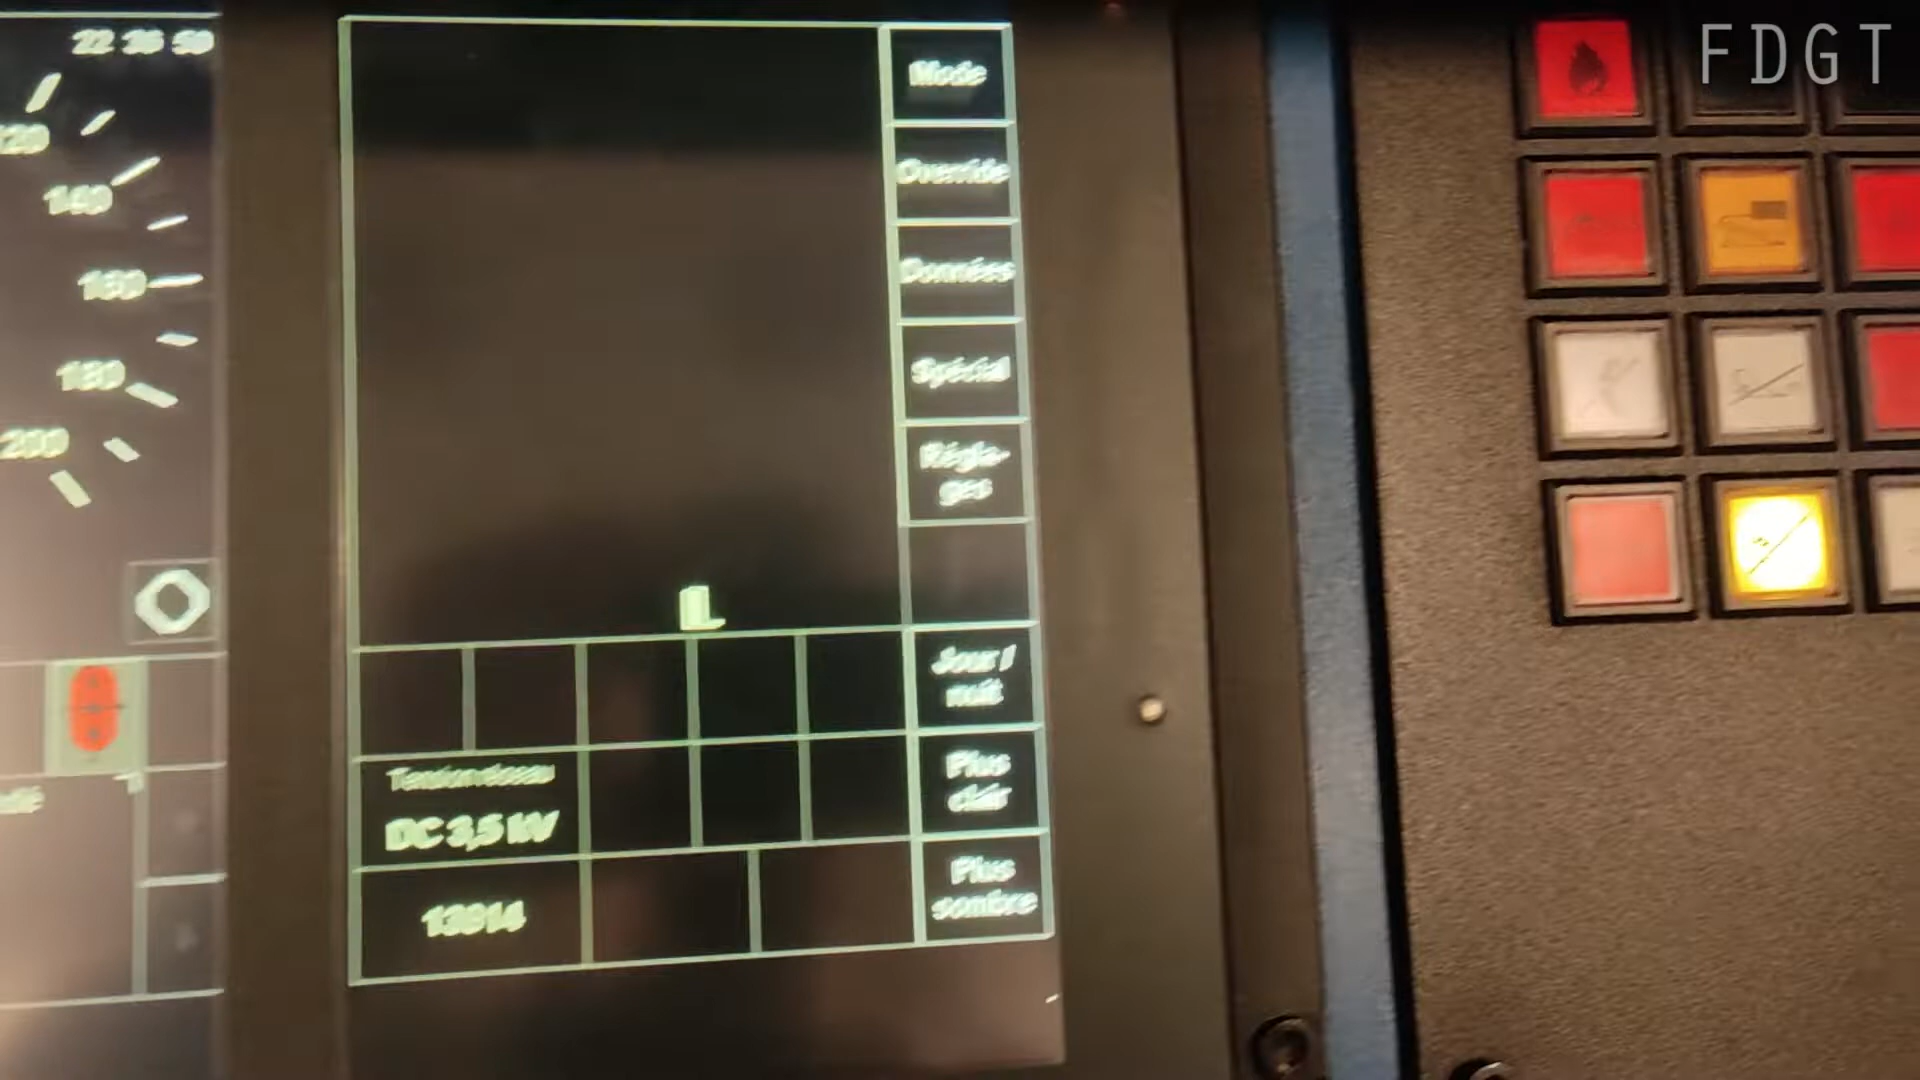 FDGT
22 36 50
120
140
160
180
200
Mode
Override
Données
Spécial
Régla-
ges
L
Jour /
nuit
Plus
clair
Plus
sombre
Tension réseau
DC 3,5 kV
13914